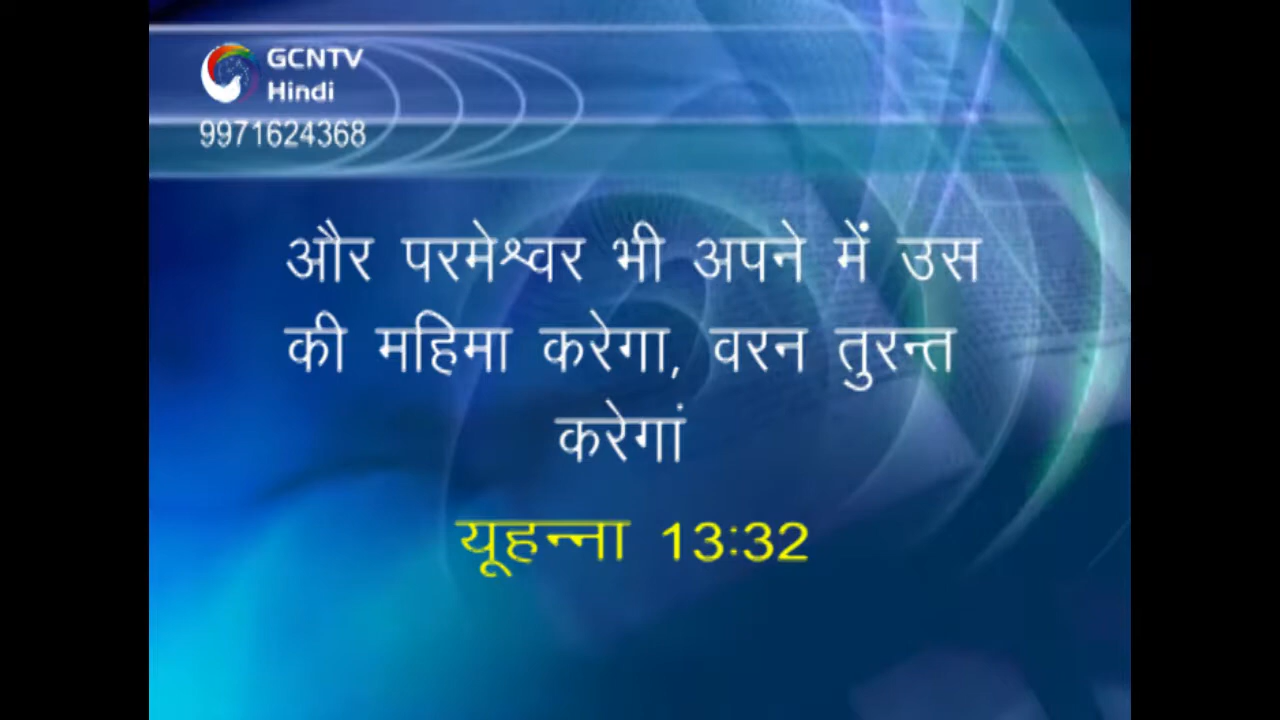 GCNTV
Hindi
9971624368
और परमेश्वर भी अपने में उस
की महिमा करेगा, वरन तुरन्त
करेगां
यूहन्ना 13:32